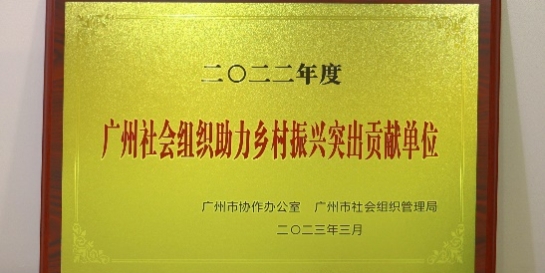 二〇二二年度
广州社会组织助力乡村振兴突出贡献单位
广州市协作办公室　广州市社会组织管理局
二〇二三年三月